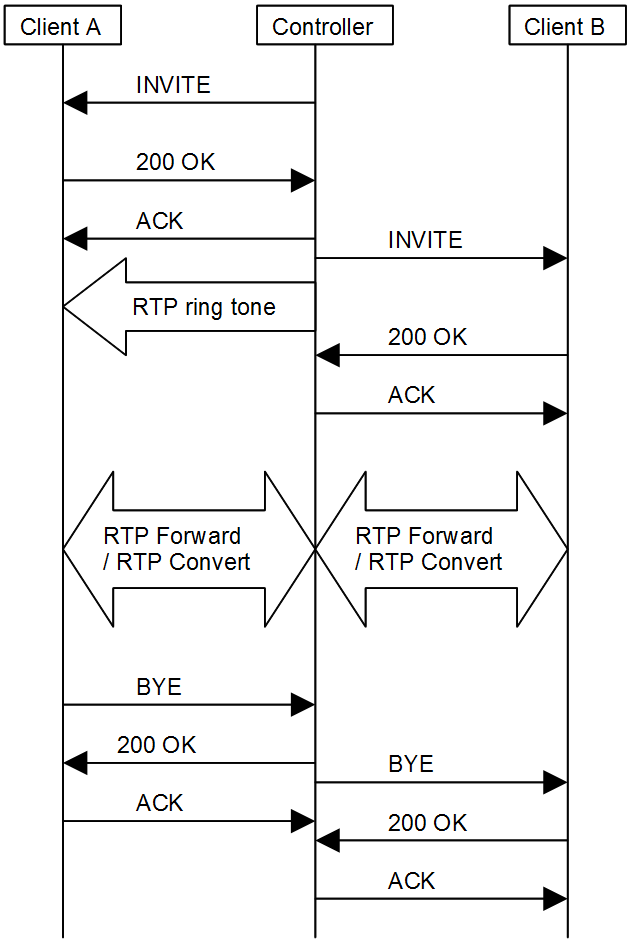 Client A
Controller
Client B
INVITE
200 OK
ACK
INVITE
RTP ring tone
200 OK
ACK
RTP Forward
/ RTP Convert
RTP Forward
/ RTP Convert
BYE
200 OK
BYE
ACK
200 OK
ACK